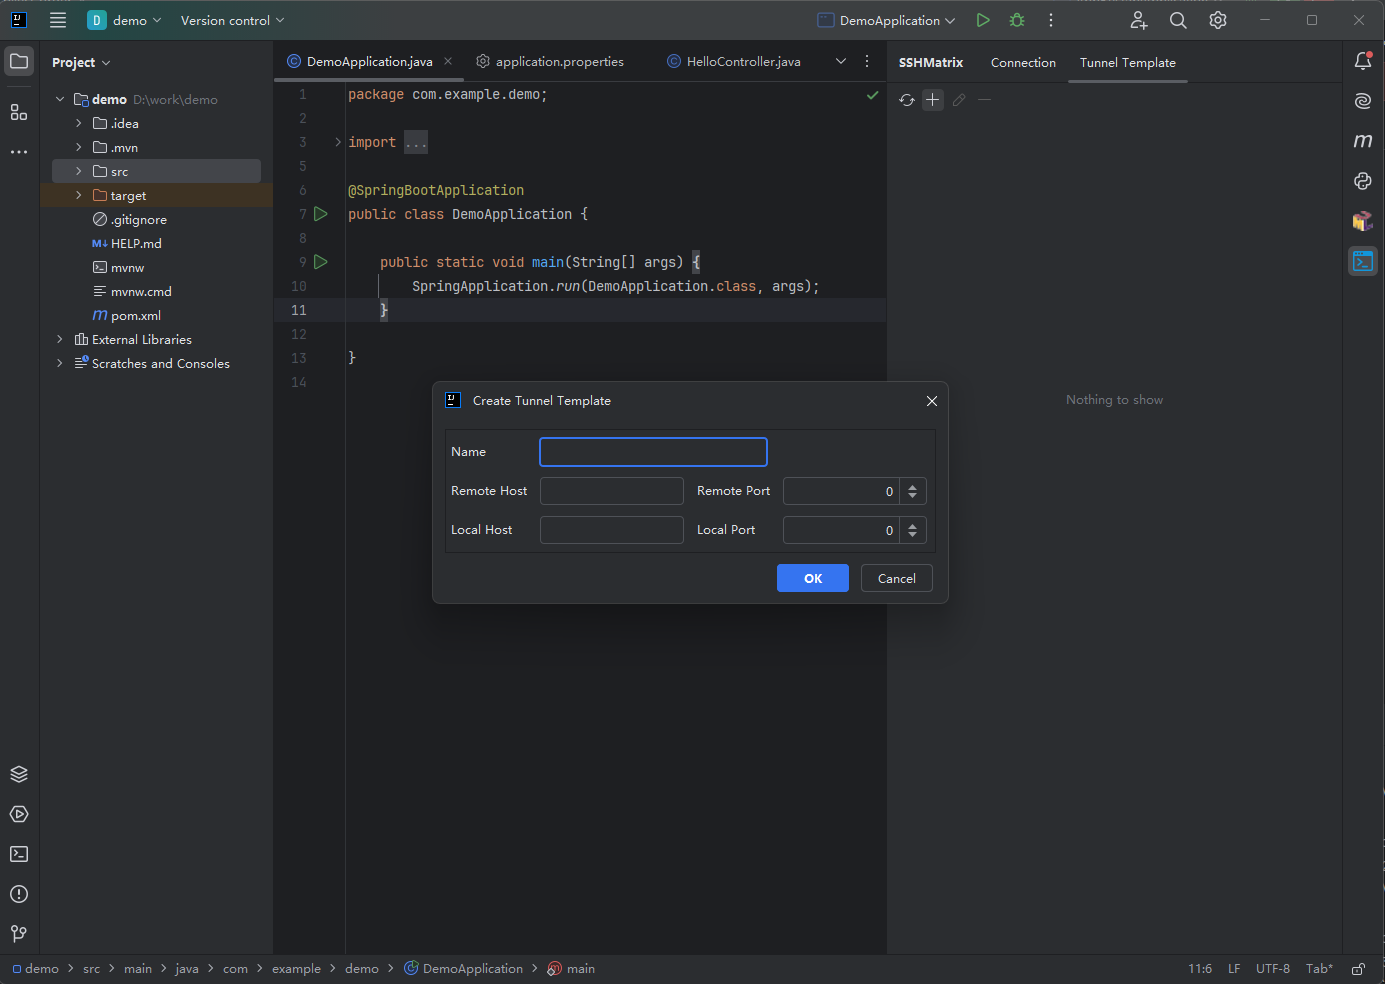 D demo Version control DemoApplication
Project
demo D:\work\demo
.idea
.mvn
src
target
.gitignore
M↓ HELP.md
mvnw
mvnw.cmd
m pom.xml
External Libraries
Scratches and Consoles
DemoApplication.java application.properties HelloController.java
1 package com.example.demo;
2
3 import ...
5
6 @SpringBootApplication
7 public class DemoApplication {
8
9 public static void main(String[] args) {
10 SpringApplication.run(DemoApplication.class, args);
11 }
12
13 }
14
SSHMatrix Connection Tunnel Template
Nothing to show
Create Tunnel Template
Name
Remote Host Remote Port 0
Local Host Local Port 0
OK Cancel
demo > src > main > java > com > example > demo > DemoApplication > main
11:6 LF UTF-8 Tab*